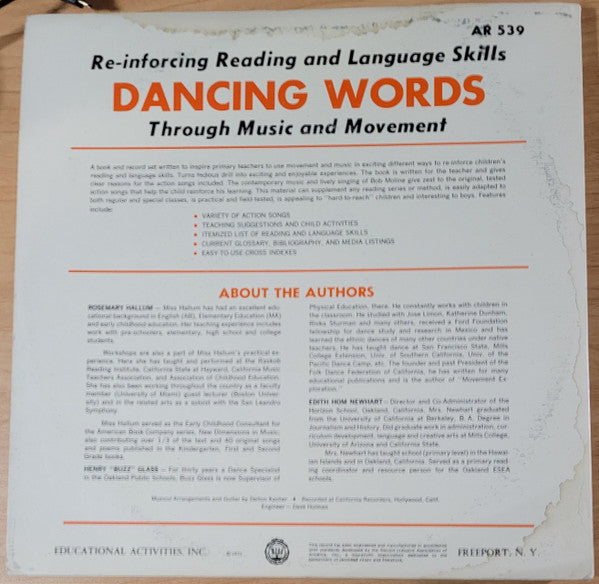 AR 539
Re-inforcing Reading and Language Skills
DANCING WORDS
Through Music and Movement
A book and record set written to inspire primary teachers to use movement and music in exciting different ways to re-inforce children's
reading and language skills. Turns tedious drill into exciting and enjoyable experiences. The book is written for the teacher and gives
clear reasons for the action songs included. The contemporary music and lively singing of Bob Moline give zest to the original, tested
action songs that help the child reinforce his learning. This material can supplement any reading series or method, is easily adapted to
both regular and special classes, is practical and field-tested, is appealing to "hard-to-reach" children and interesting to boys. Features
include:
• VARIETY OF ACTION SONGS
• TEACHING SUGGESTIONS AND CHILD ACTIVITIES
• ITEMIZED LIST OF READING AND LANGUAGE SKILLS
• CURRENT GLOSSARY, BIBLIOGRAPHY, AND MEDIA LISTINGS
• EASY TO USE CROSS INDEXES
ABOUT THE AUTHORS
ROSEMARY HALLUM — Miss Hallum has had an excellent edu-
cational background in English (AB), Elementary Education (MA)
and early childhood education. Her teaching experience includes
work with pre-schoolers, elementary, high school and college
students.
Workshops are also a part of Miss Hallum's practical ex-
perience. Here she has taught and performed at the Raskob
Reading Institute, California State at Hayward, California Music
Teachers Association, and Association of Childhood Education.
She has also been working throughout the country as a faculty
member (University of Miami) guest lecturer (Boston Univer-
sity) and in the related arts as a soloist with the San Leandro
Symphony.
Miss Hallum served as the Early Childhood Consultant for
the American Book Company series, New Dimensions in Music,
also contributing over 1/3 of the text and 40 original songs
and poems published in the Kindergarten, First and Second
Grade books.
HENRY "BUZZ" GLASS — For thirty years a Dance Specialist
in the Oakland Public Schools, Buzz Glass is now Supervisor of
Physical Education, there. He constantly works with children in
the classroom. He studied with Jose Limon, Katherine Dunham,
Hiska Sturman and many others, received a Ford Foundation
fellowship for dance study and research in Mexico and has
learned the ethnic dances of many other countries under native
teachers. He has taught dance at San Francisco State, Mills
College Extension, Univ. of Southern California, Univ. of the
Pacific Dance Camp, etc. The founder and past President of the
Folk Dance Federation of California, he has written for many
educational publications and is the author of "Movement Ex-
ploration."
EDITH HOM NEWHART — Director and Co-Administrator of the
Horizon School, Oakland, California. Mrs. Newhart graduated
from the University of California at Berkeley, B.A. Degree in
Journalism and History. Did graduate work in administration, cur-
riculum development, language and creative arts at Mills College,
University of Arizona and California State.
Mrs. Newhart has taught school (primary level) in the Hawai-
ian Islands and in Oakland, California. Served as a primary read-
ing coordinator and resource person for the Oakland ESEA
schools.
Musical Arrangements and Guitar by • Recorded at California Recorders, Hollywood, Calif.
Engineer — Dave
EDUCATIONAL ACTIVITIES, INC.
FREEPORT, N. Y.